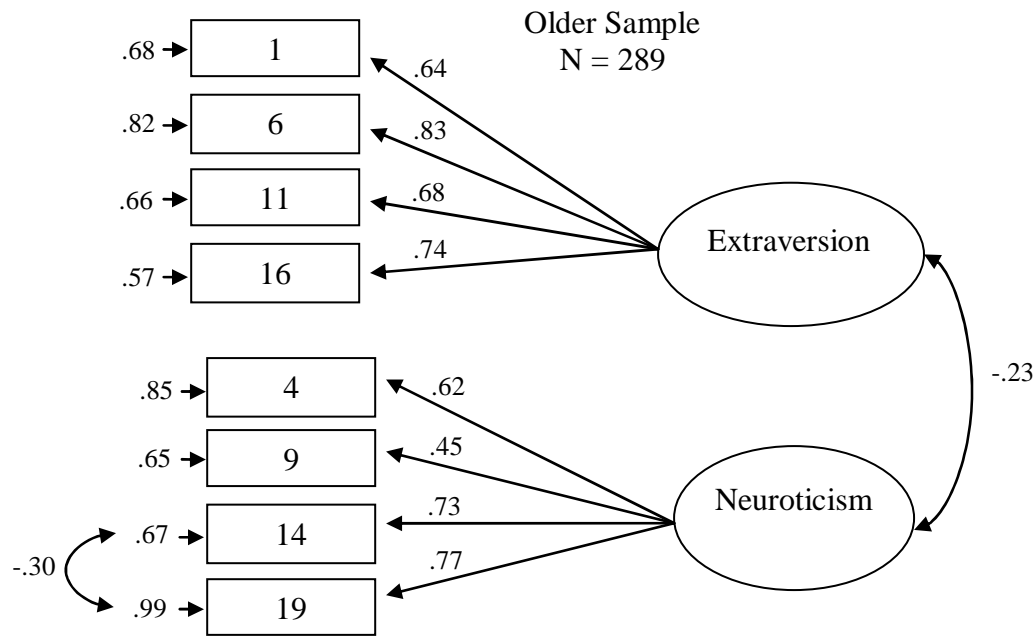 Older Sample
N = 289
.68 1 .64
.82 6 .83
.66 11 .68
.57 16 .74
Extraversion
-.23
.85 4 .62
.65 9 .45
.67 14 .73
.99 19 .77
Neuroticism
-.30